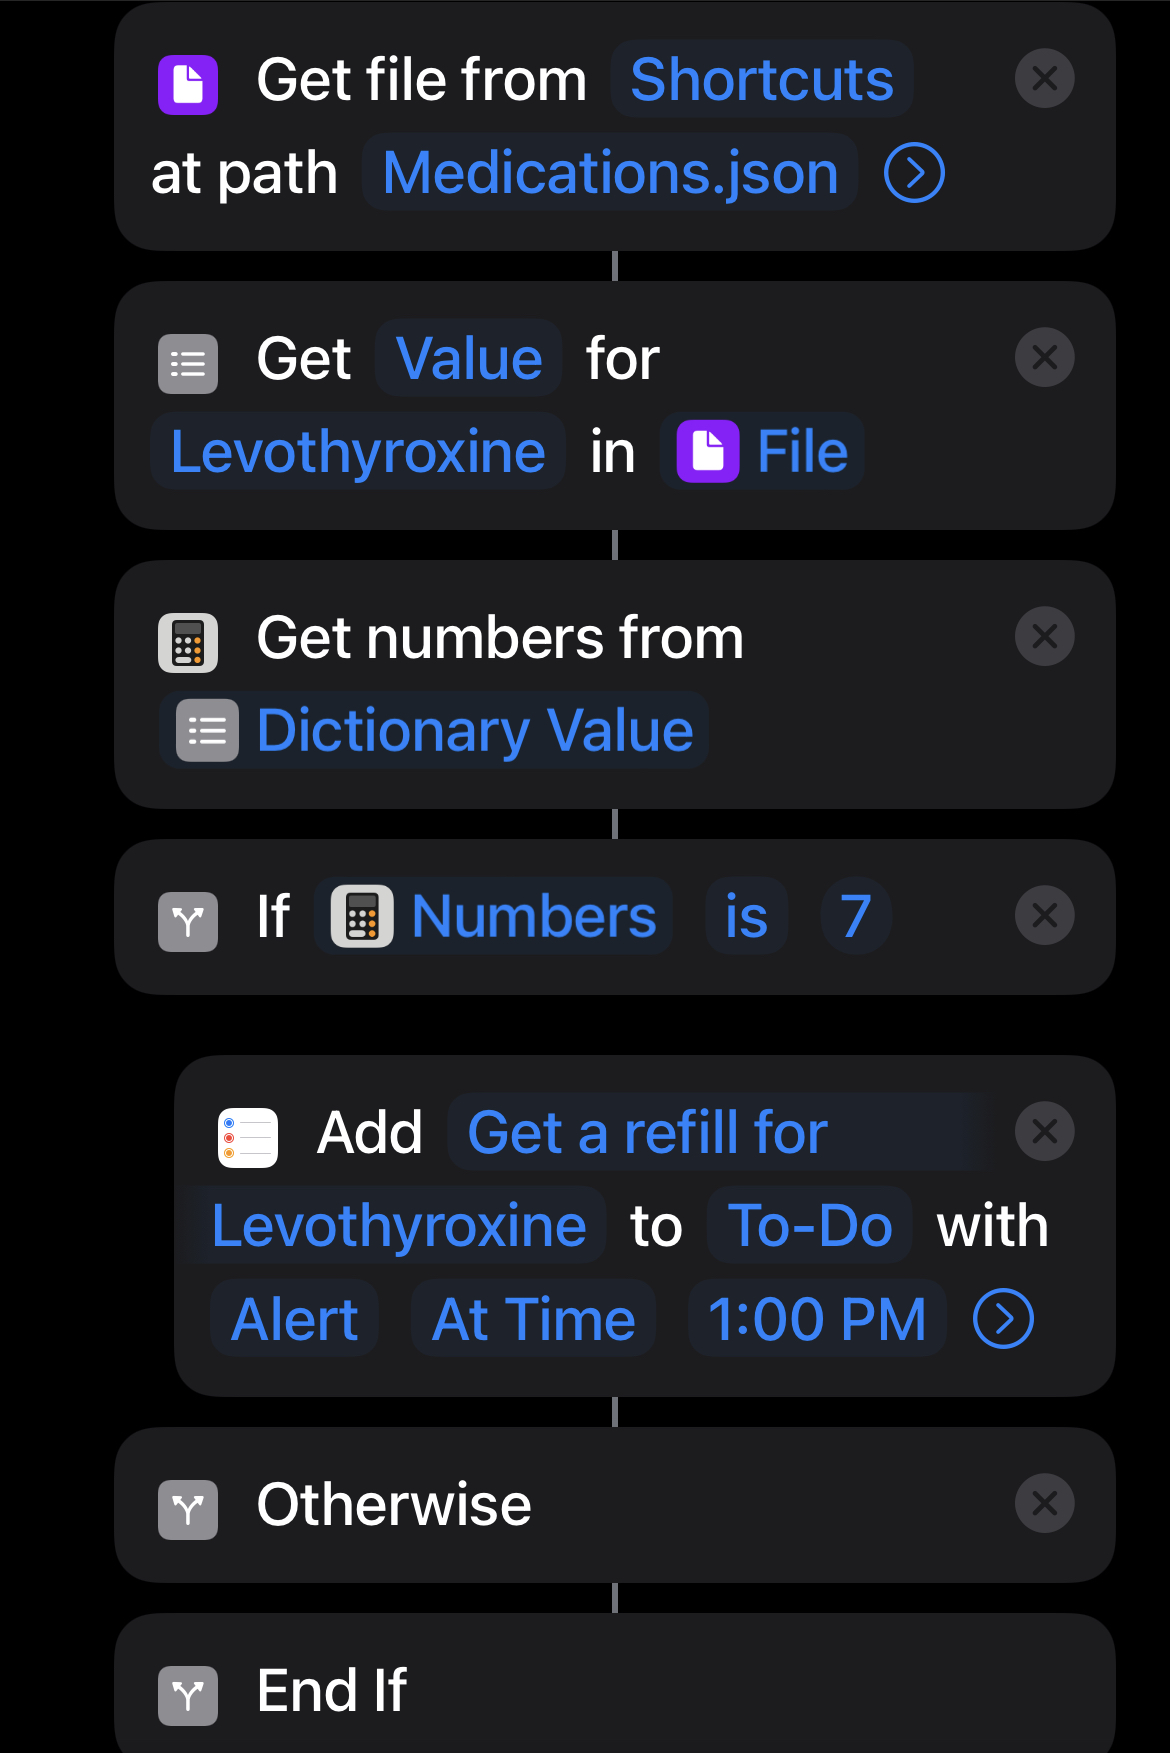 Get file from Shortcuts
at path Medications.json
Get Value for
Levothyroxine in File
Get numbers from
Dictionary Value
If Numbers is 7
Add Get a refill for
Levothyroxine to To-Do with
Alert At Time 1:00 PM
Otherwise
End If